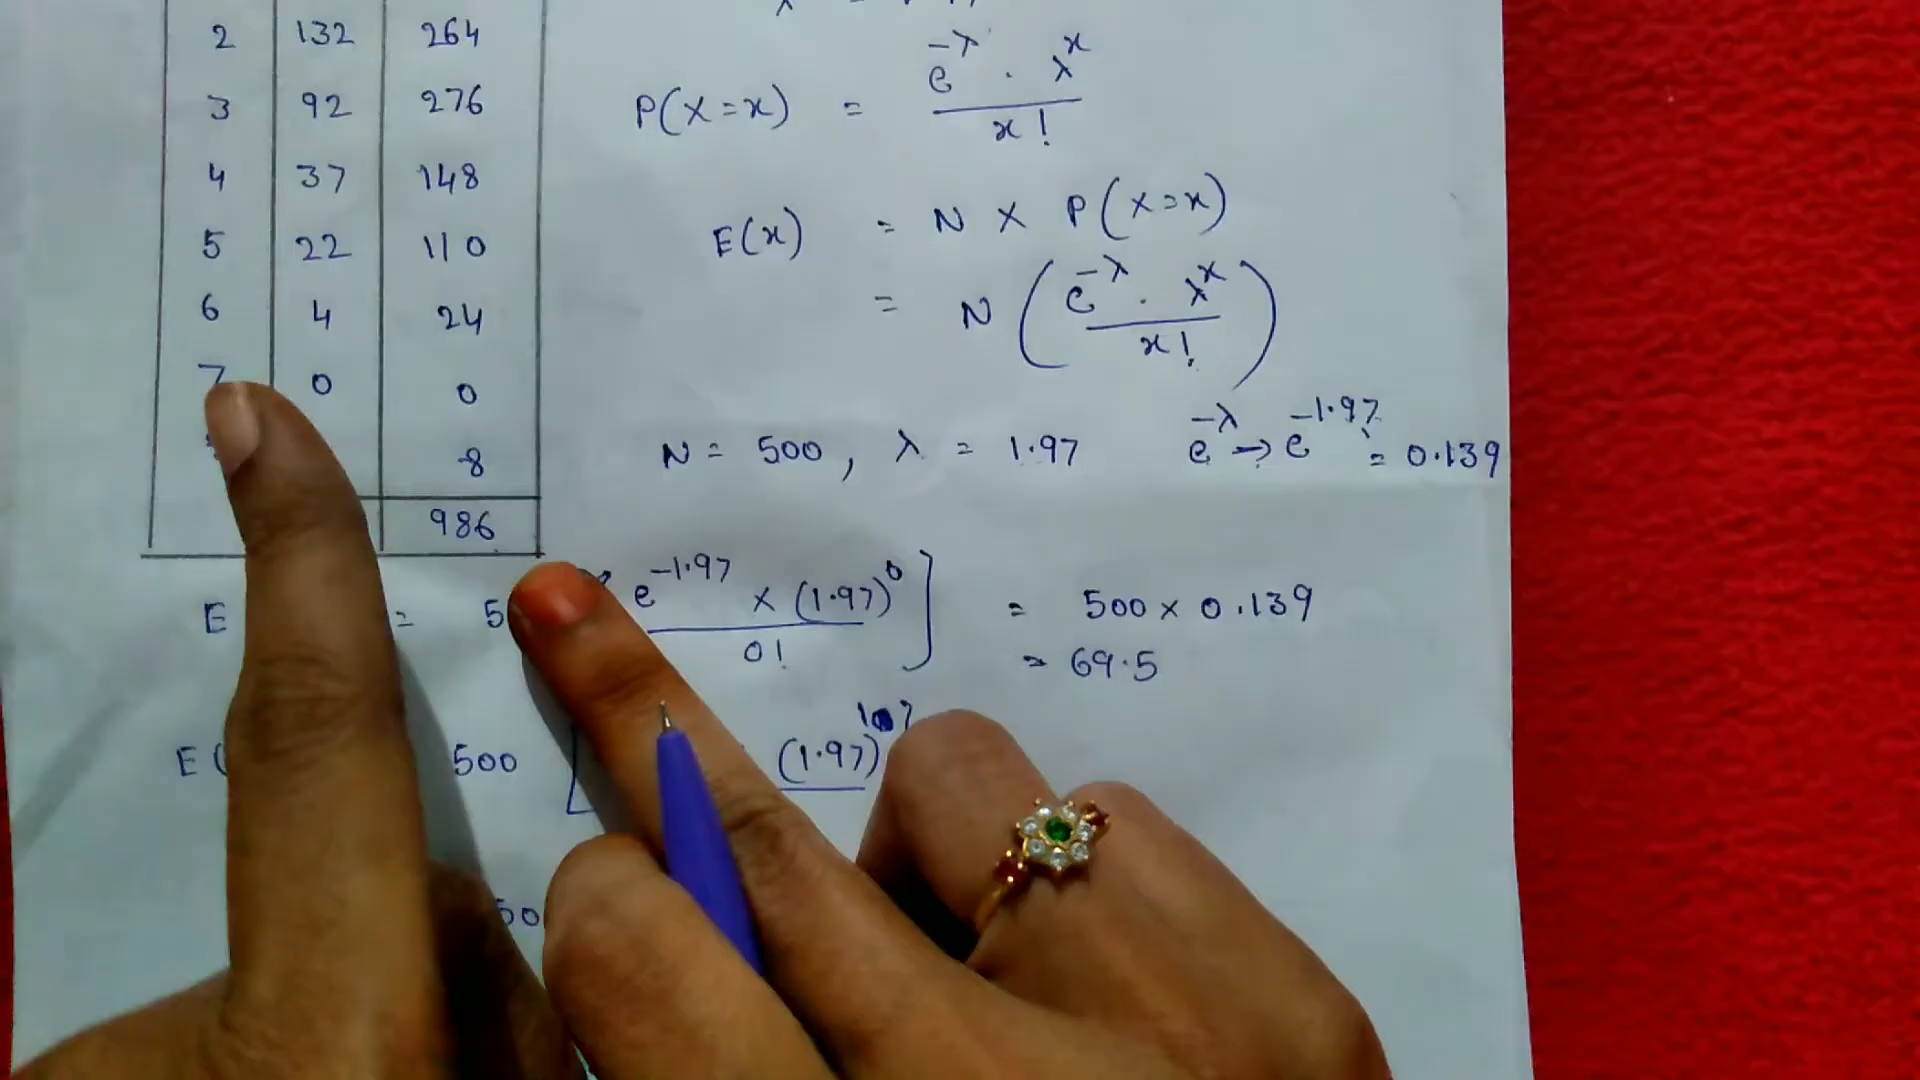 2 132 264
3 92 276
4 37 148
5 22 110
6 4 24
7 0 0
8
986
P(X=x) = e^-λ . λ^x / x!
E(x) = N X P(X=x)
= N ( e^-λ . λ^x / x! )
N = 500, λ = 1.97 e^-λ → e^-1.97 = 0.139
E = 5 e^-1.97 x (1.97)^0 / 0! ] = 500 x 0.139
= 69.5
E( 500 [ (1.97)
50